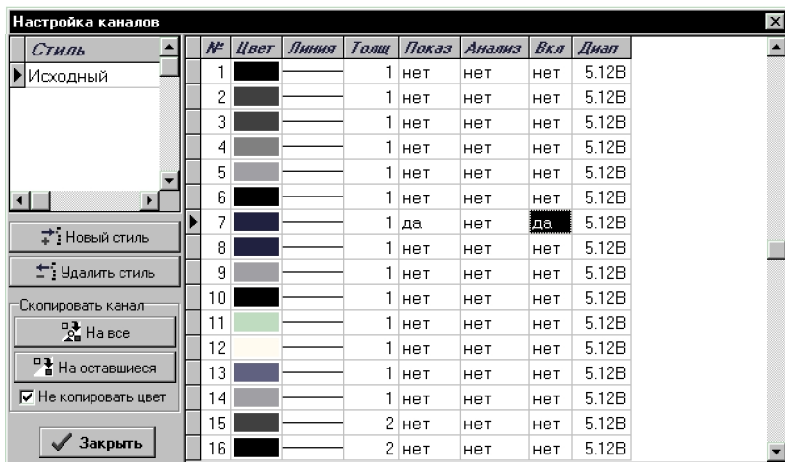 Настройка каналов
Стиль
Исходный
Новый стиль
Удалить стиль
Скопировать канал
На все
На оставшиеся
Не копировать цвет
Закрыть
№ Цвет Линия Толщ Показ Анализ Вкл Диап
1 1 нет нет нет 5.12В
2 1 нет нет нет 5.12В
3 1 нет нет нет 5.12В
4 1 нет нет нет 5.12В
5 1 нет нет нет 5.12В
6 1 нет нет нет 5.12В
7 1 да нет да 5.12В
8 1 нет нет нет 5.12В
9 1 нет нет нет 5.12В
10 1 нет нет нет 5.12В
11 1 нет нет нет 5.12В
12 1 нет нет нет 5.12В
13 1 нет нет нет 5.12В
14 1 нет нет нет 5.12В
15 2 нет нет нет 5.12В
16 2 нет нет нет 5.12В